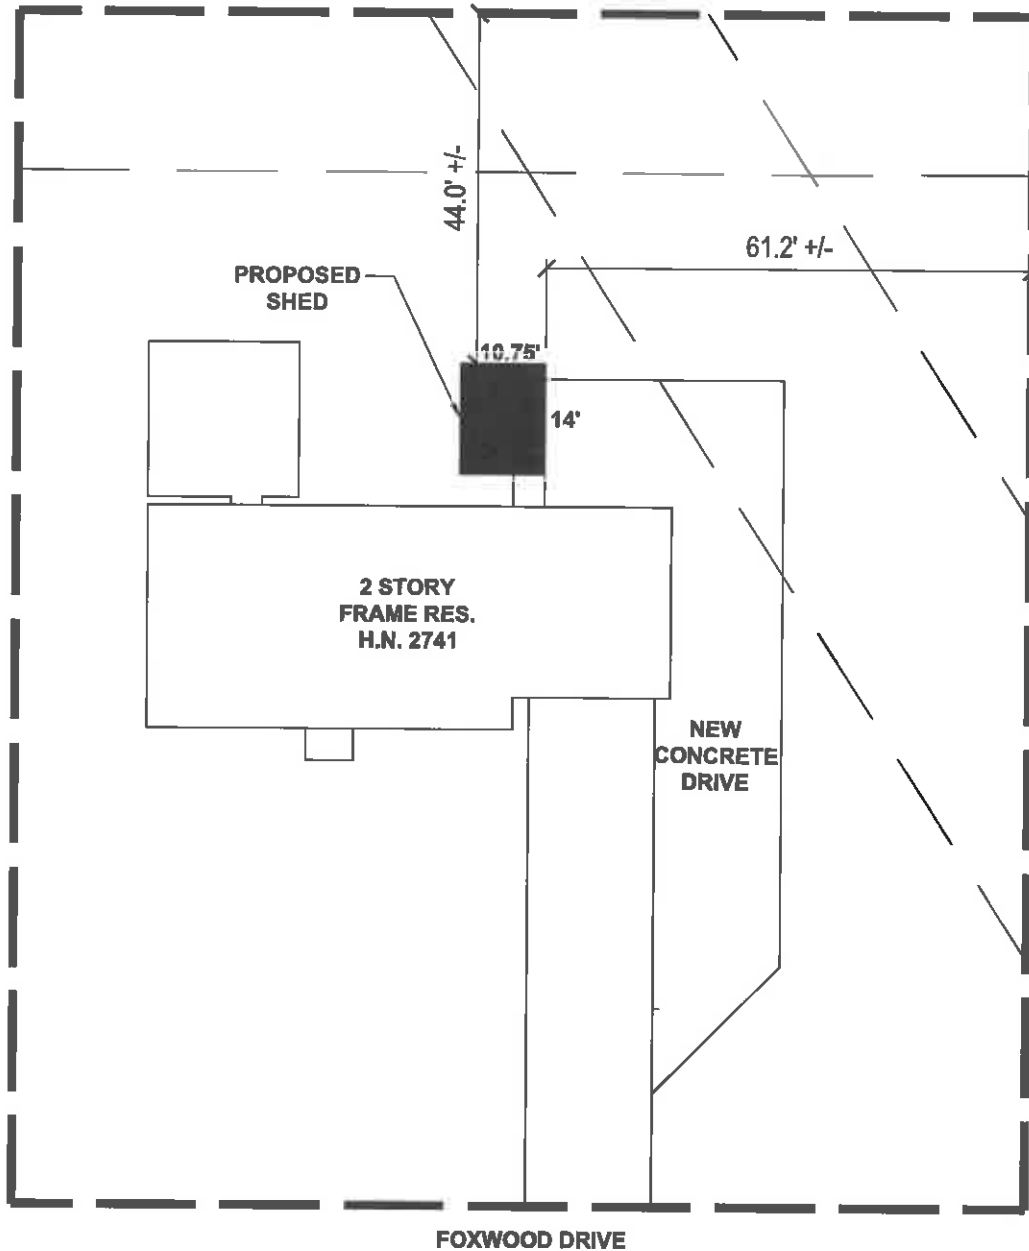 44.0' +/-
61.2' +/-
PROPOSED
SHED
10.75'
14'
2 STORY
FRAME RES.
H.N. 2741
NEW
CONCRETE
DRIVE
FOXWOOD DRIVE